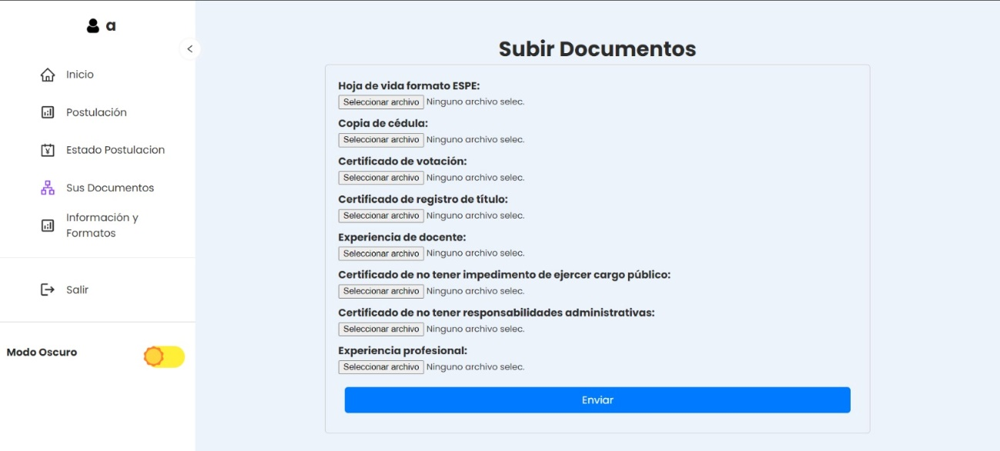 a
Inicio
Postulación
Estado Postulacion
Sus Documentos
Información y
Formatos
Salir
Modo Oscuro
Subir Documentos
Hoja de vida formato ESPE:
Seleccionar archivo Ninguno archivo selec.
Copia de cédula:
Seleccionar archivo Ninguno archivo selec.
Certificado de votación:
Seleccionar archivo Ninguno archivo selec.
Certificado de registro de título:
Seleccionar archivo Ninguno archivo selec.
Experiencia de docente:
Seleccionar archivo Ninguno archivo selec.
Certificado de no tener impedimento de ejercer cargo público:
Seleccionar archivo Ninguno archivo selec.
Certificado de no tener responsabilidades administrativas:
Seleccionar archivo Ninguno archivo selec.
Experiencia profesional:
Seleccionar archivo Ninguno archivo selec.
Enviar